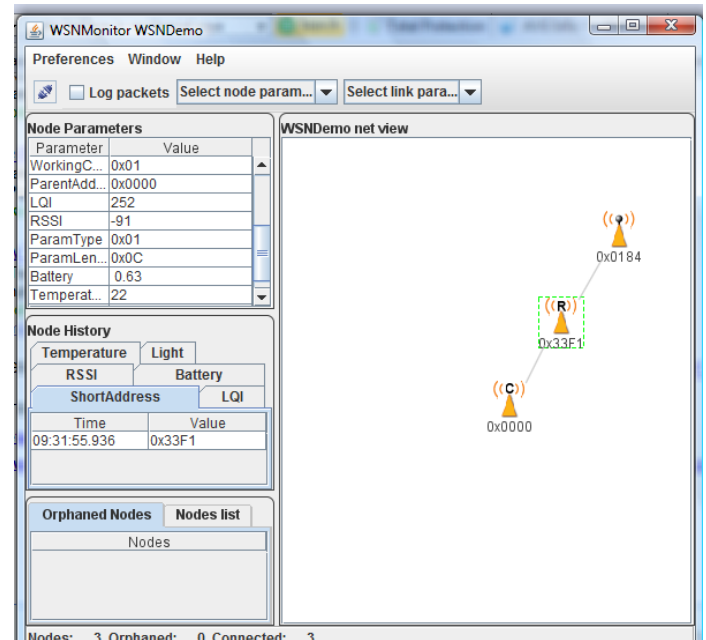 WSNMonitor WSNDemo
Preferences Window Help
Log packets Select node param... Select link para...
Node Parameters
Parameter Value
WorkingC... 0x01
ParentAdd... 0x0000
LQI 252
RSSI -91
ParamType 0x01
ParamLen... 0x0C
Battery 0.63
Temperat... 22
Node History
Temperature Light
RSSI Battery
ShortAddress LQI
Time Value
09:31:55.936 0x33F1
Orphaned Nodes Nodes list
Nodes
WSNDemo net view
0x0184
R
0x33F1
C
0x0000
Nodes: 3 Orphaned: 0 Connected: 3